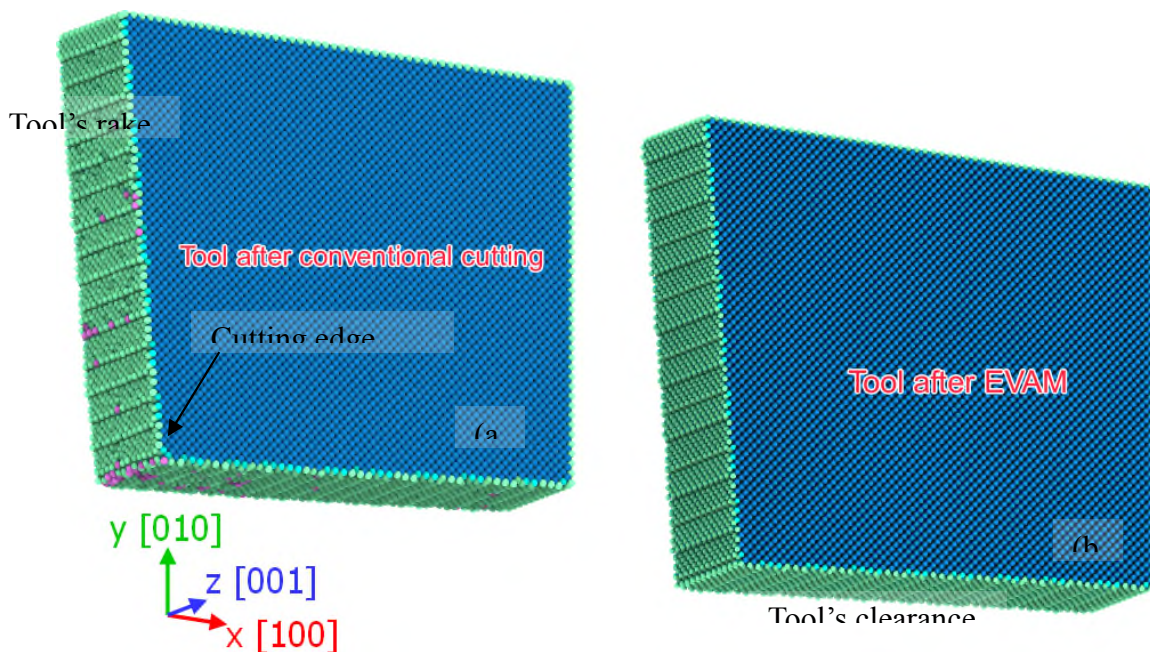 Tool's rake
Tool after conventional cutting
Cutting edge
(a
Tool after EVAM
(b
Tool's clearance
y [010]
z [001]
x [100]